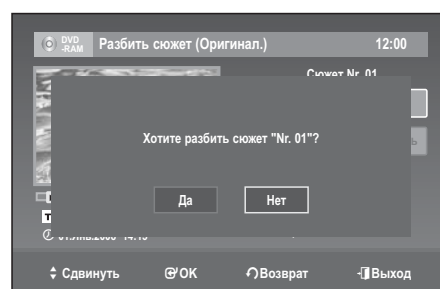 DVD
-RAM Разбить сюжет (Оригинал.) 12:00
Сюжет Nr. 01
Хотите разбить сюжет "Nr. 01"?
Да Нет
Сдвинуть OK Возврат Выход